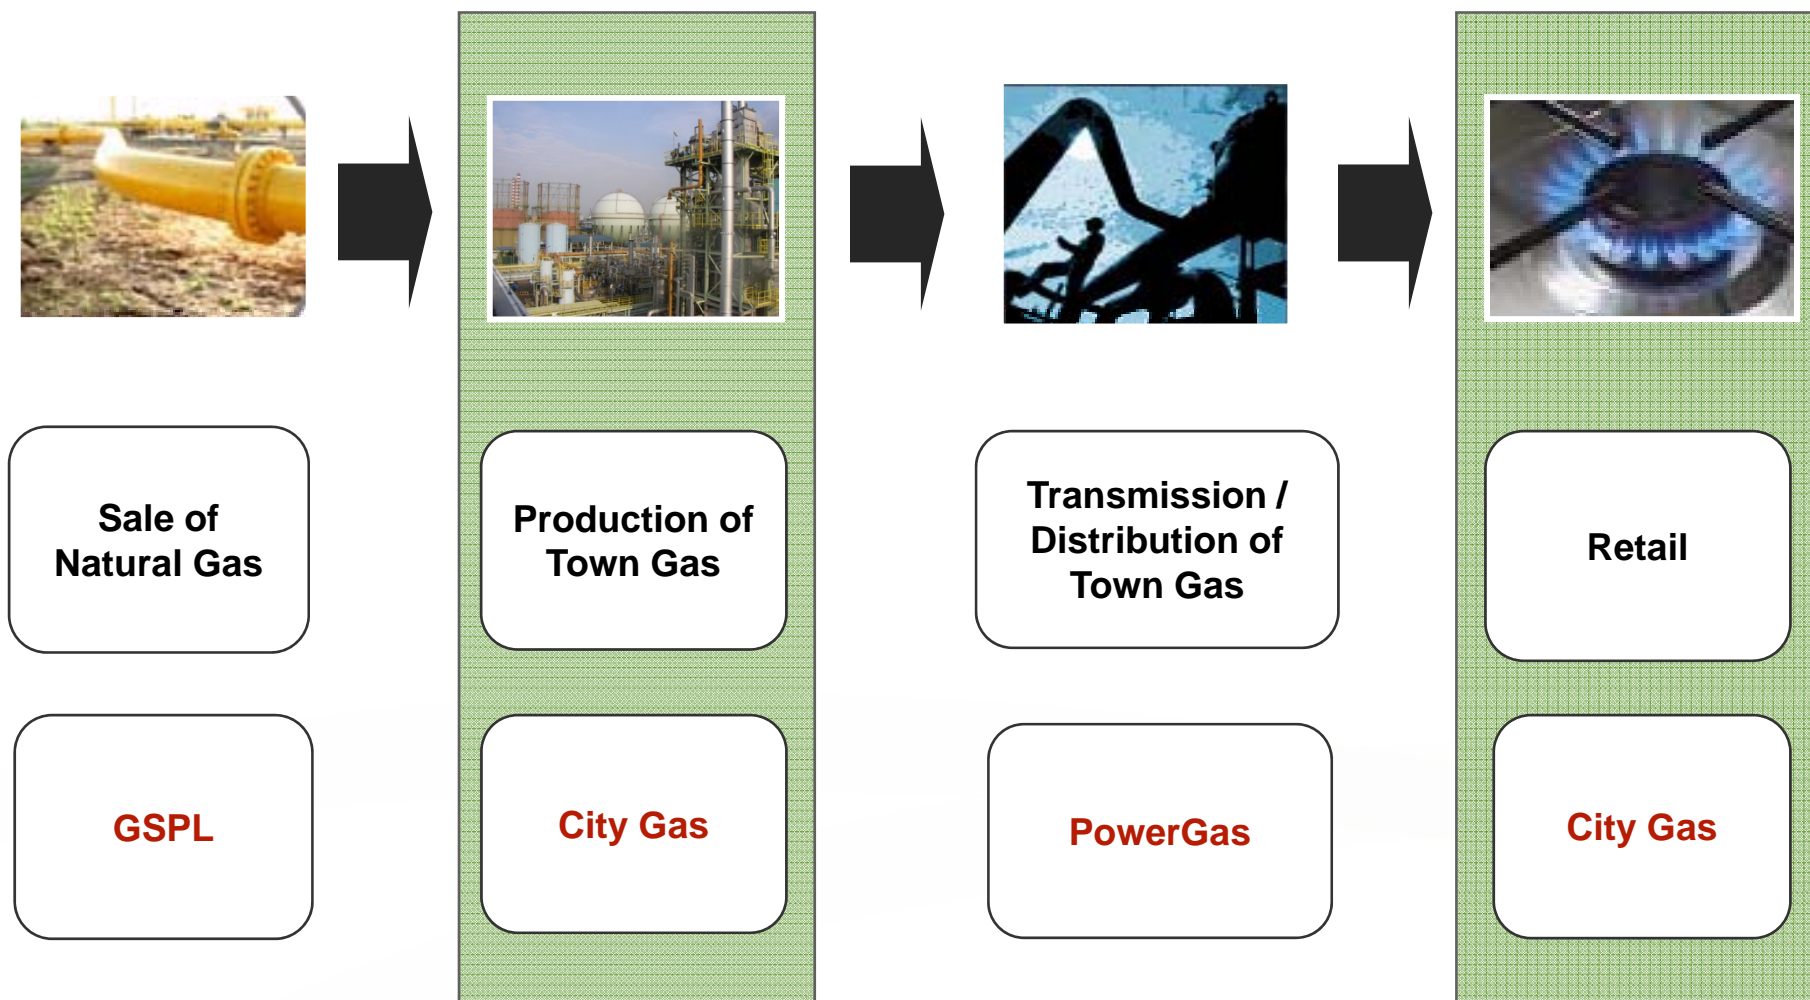 Sale of
Natural Gas
Production of
Town Gas
Transmission /
Distribution of
Town Gas
Retail
GSPL
City Gas
PowerGas
City Gas